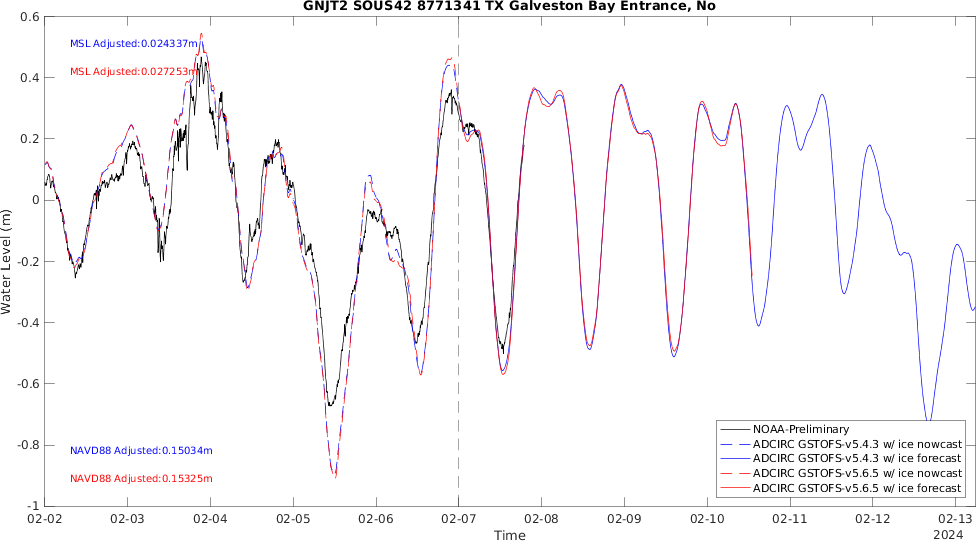 GNJT2 SOUS42 8771341 TX Galveston Bay Entrance, No
Water Level (m)
0.6
0.4
0.2
0
-0.2
-0.4
-0.6
-0.8
-1
MSL Adjusted:0.024337m
MSL Adjusted:0.027253m
NAVD88 Adjusted:0.15034m
NAVD88 Adjusted:0.15325m
NOAA-Preliminary
ADCIRC GSTOFS-v5.4.3 w/ ice nowcast
ADCIRC GSTOFS-v5.4.3 w/ ice forecast
ADCIRC GSTOFS-v5.6.5 w/ ice nowcast
ADCIRC GSTOFS-v5.6.5 w/ ice forecast
02-02 02-03 02-04 02-05 02-06 02-07 02-08 02-09 02-10 02-11 02-12 02-13
2024
Time